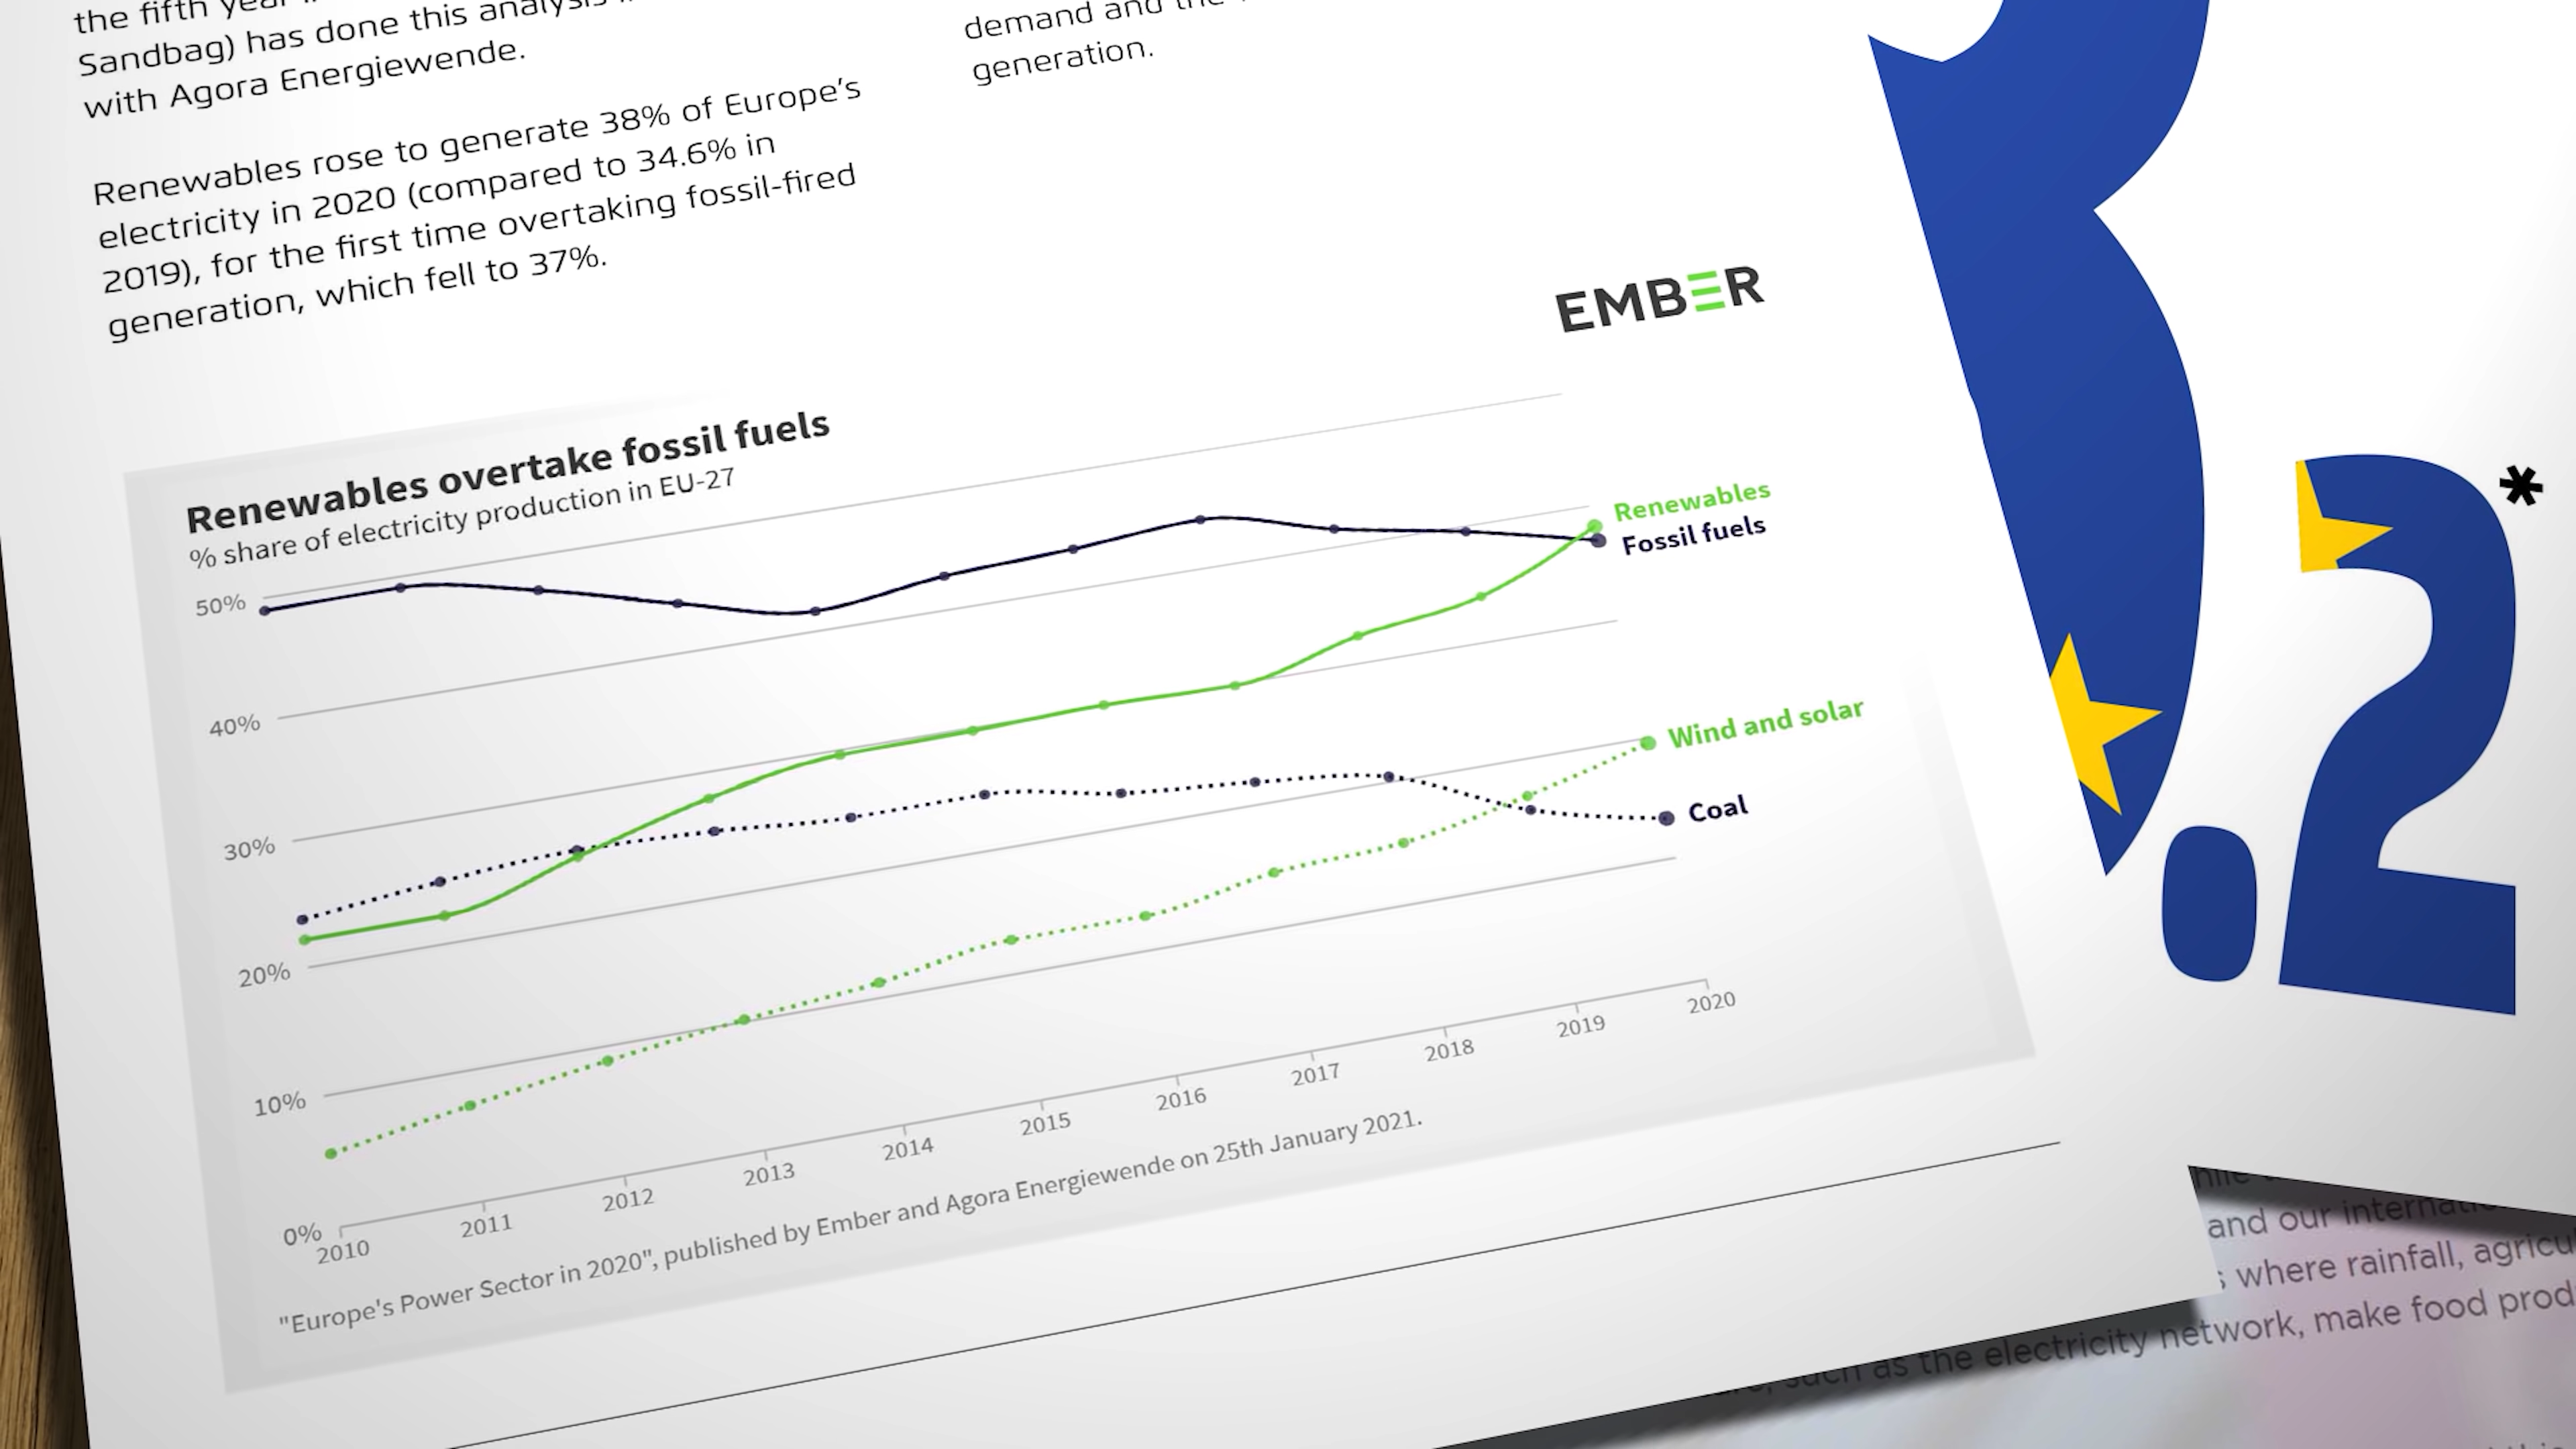 the fifth year
Sandbag) has done this analysis
with Agora Energiewende.
Renewables rose to generate 38% of Europe's
electricity in 2020 (compared to 34.6% in
2019), for the first time overtaking fossil-fired
generation, which fell to 37%.
demand and the
generation.
EMBER
Renewables overtake fossil fuels
% share of electricity production in EU-27
50%
40%
30%
20%
10%
0%
Renewables
Fossil fuels
Wind and solar
Coal
2010
2011
2012
2013
2014
2015
2016
2017
2018
2019
2020
"Europe's Power Sector in 2020", published by Ember and Agora Energiewende on 25th January 2021.
.2*
and our
where rainfall,
such as the electricity network, make food